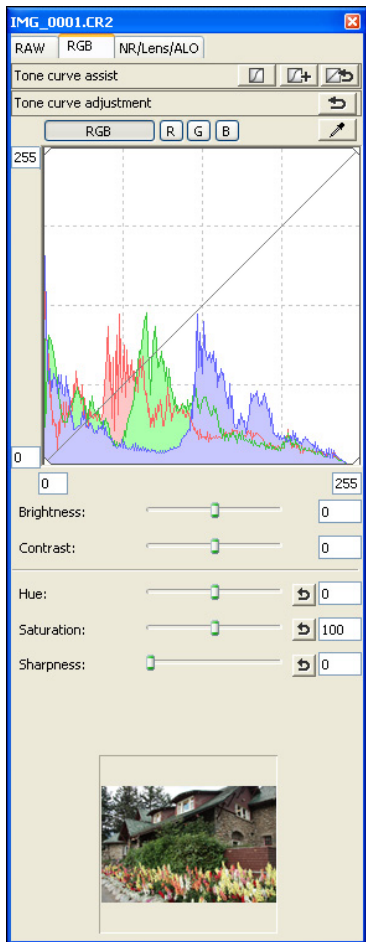 IMG_0001.CR2
RAW RGB NR/Lens/ALO
Tone curve assist
Tone curve adjustment
RGB R G B
255
0
0 255
Brightness: 0
Contrast: 0
Hue: 0
Saturation: 100
Sharpness: 0